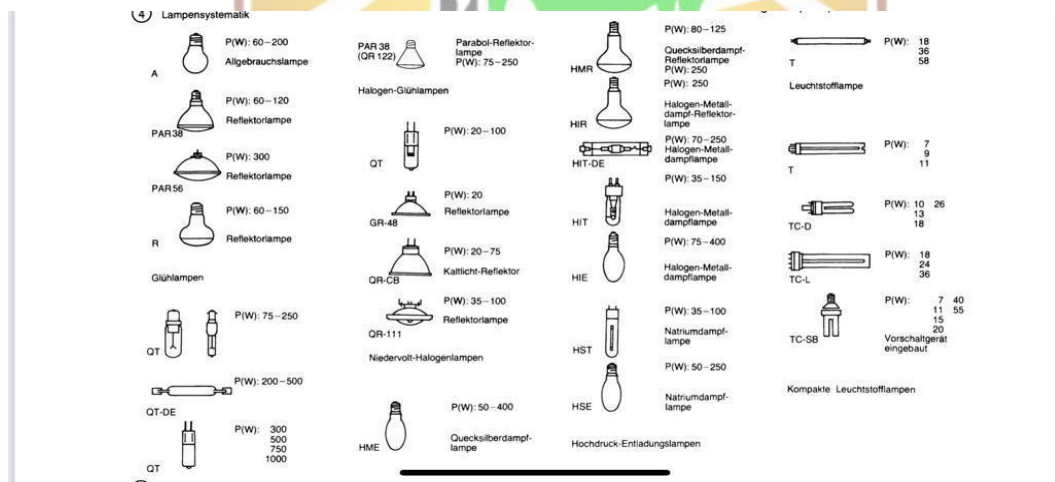 4 Lampensystematik
P(W): 60–200
Allgebrauchslampe
A
P(W): 60–120
Reflektorlampe
PAR38
P(W): 300
Reflektorlampe
PAR56
P(W): 60–150
Reflektorlampe
R
Glühlampen
P(W): 75–250
QT
P(W): 200–500
QT-DE
P(W): 300
500
750
1000
QT
PAR 38
(QR 122)
Parabol-Reflektor-
lampe
P(W): 75–250
Halogen-Glühlampen
P(W): 20–100
QT
P(W): 20
Reflektorlampe
GR-48
P(W): 20–75
Kaltlicht-Reflektor
QR-CB
P(W): 35–100
Reflektorlampe
QR-111
Niedervolt-Halogenlampen
P(W): 50–400
Quecksilberdampf-
lampe
HME
P(W): 80–125
Quecksilberdampf-
Reflektorlampe
P(W): 250
HMR
P(W): 250
Halogen-Metall-
dampf-Reflektor-
lampe
HIR
P(W): 70–250
Halogen-Metall-
dampflampe
HIT-DE
P(W): 35–150
Halogen-Metall-
dampflampe
HIT
P(W): 75–400
Halogen-Metall-
dampflampe
HIE
P(W): 35–100
Natriumdampf-
lampe
HST
P(W): 50–250
Natriumdampf-
lampe
HSE
Hochdruck-Entladungslampen
P(W): 18
36
58
T
Leuchtstofflampe
P(W): 7
9
11
T
P(W): 10 26
13
18
TC-D
P(W): 18
24
36
TC-L
P(W): 7 40
11 55
15
20
TC-SB
Vorschaltgerät
eingebaut
Kompakte Leuchtstofflampen